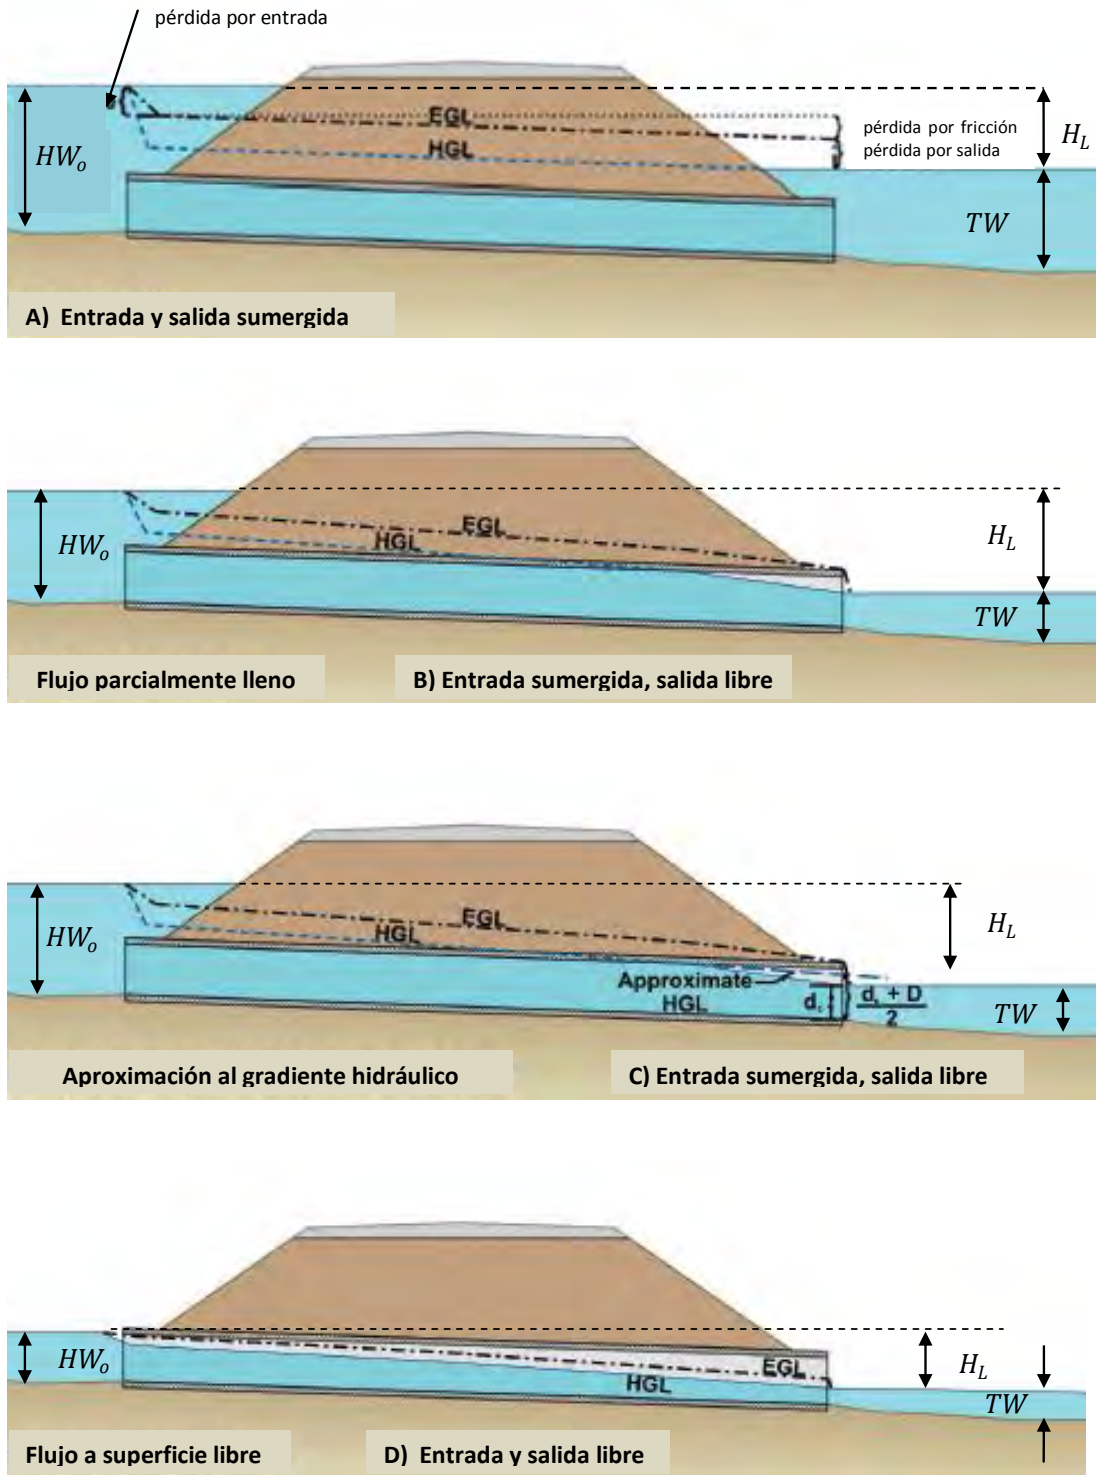 pérdida por entrada
EGL
pérdida por fricción
HGL
pérdida por salida
H_L
HW_o
TW
A) Entrada y salida sumergida
EGL
HGL
HW_o
H_L
TW
Flujo parcialmente lleno
B) Entrada sumergida, salida libre
EGL
HGL
HW_o
H_L
Approximate
HGL
d_c
d_c + D
2
TW
Aproximación al gradiente hidráulico
C) Entrada sumergida, salida libre
HW_o
EGL
HGL
H_L
TW
Flujo a superficie libre
D) Entrada y salida libre